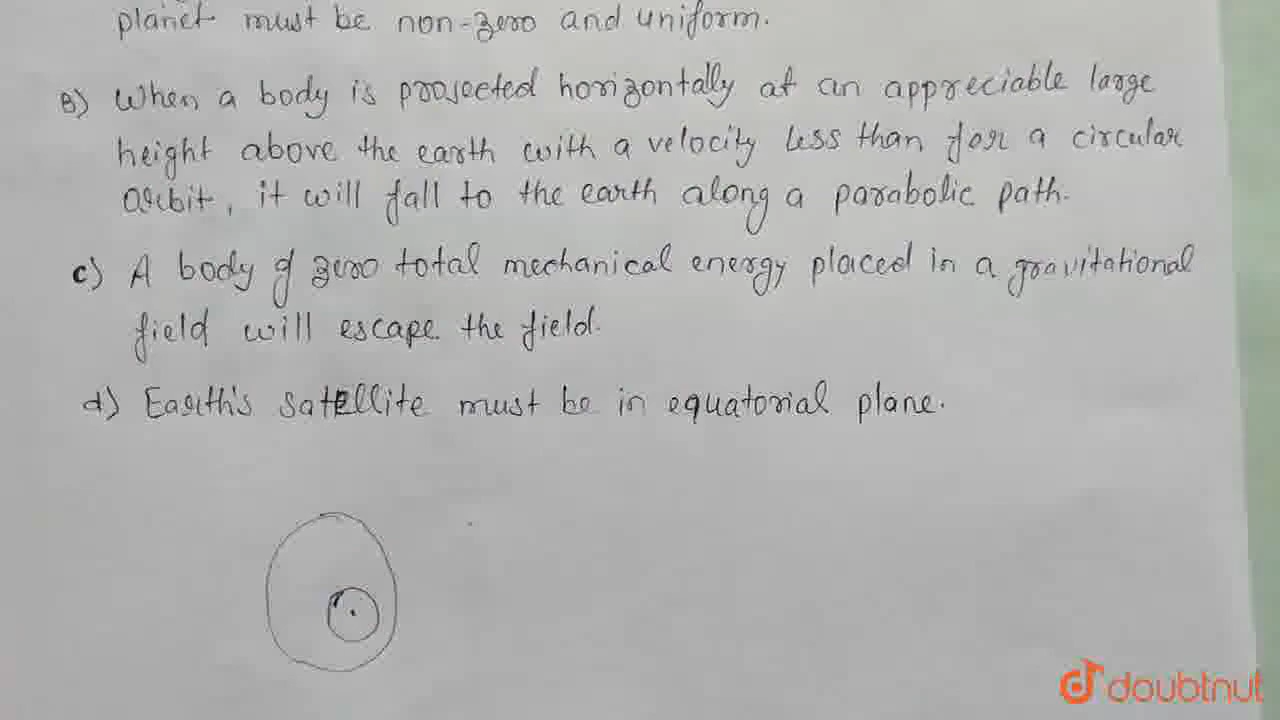 planet must be non-zero and uniform.
B) When a body is projected horizontally at an appreciable large
height above the earth with a velocity less than for a circular
orbit, it will fall to the earth along a parabolic path.
c) A body of zero total mechanical energy placed in a gravitational
field will escape the field.
d) Earth's satellite must be in equatorial plane.
doubtnut